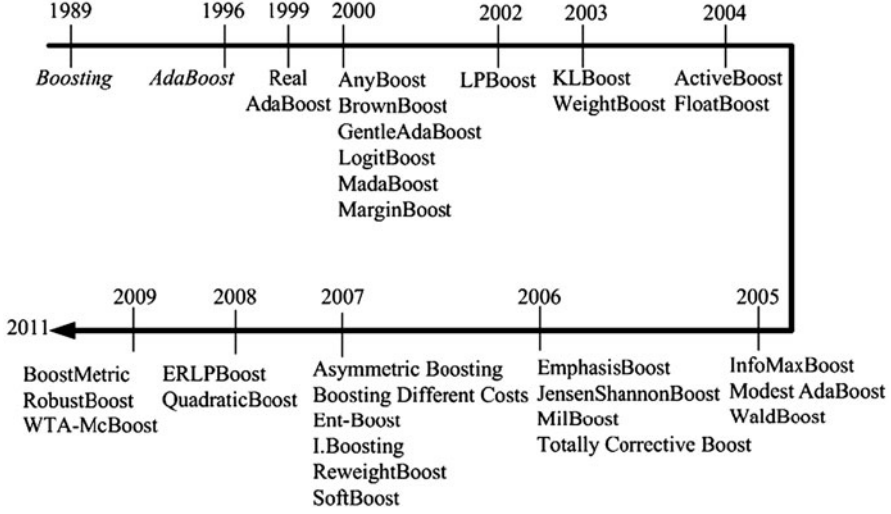 1989
1996
1999
2000
2002
2003
2004
Boosting
AdaBoost
Real
AdaBoost
AnyBoost
BrownBoost
GentleAdaBoost
LogitBoost
MadaBoost
MarginBoost
LPBoost
KLBoost
WeightBoost
ActiveBoost
FloatBoost
2011
2009
2008
2007
2006
2005
BoostMetric
RobustBoost
WTA-McBoost
ERLPBoost
QuadraticBoost
Asymmetric Boosting
Boosting Different Costs
Ent-Boost
I.Boosting
ReweightBoost
SoftBoost
EmphasisBoost
JensenShannonBoost
MilBoost
Totally Corrective Boost
InfoMaxBoost
Modest AdaBoost
WaldBoost